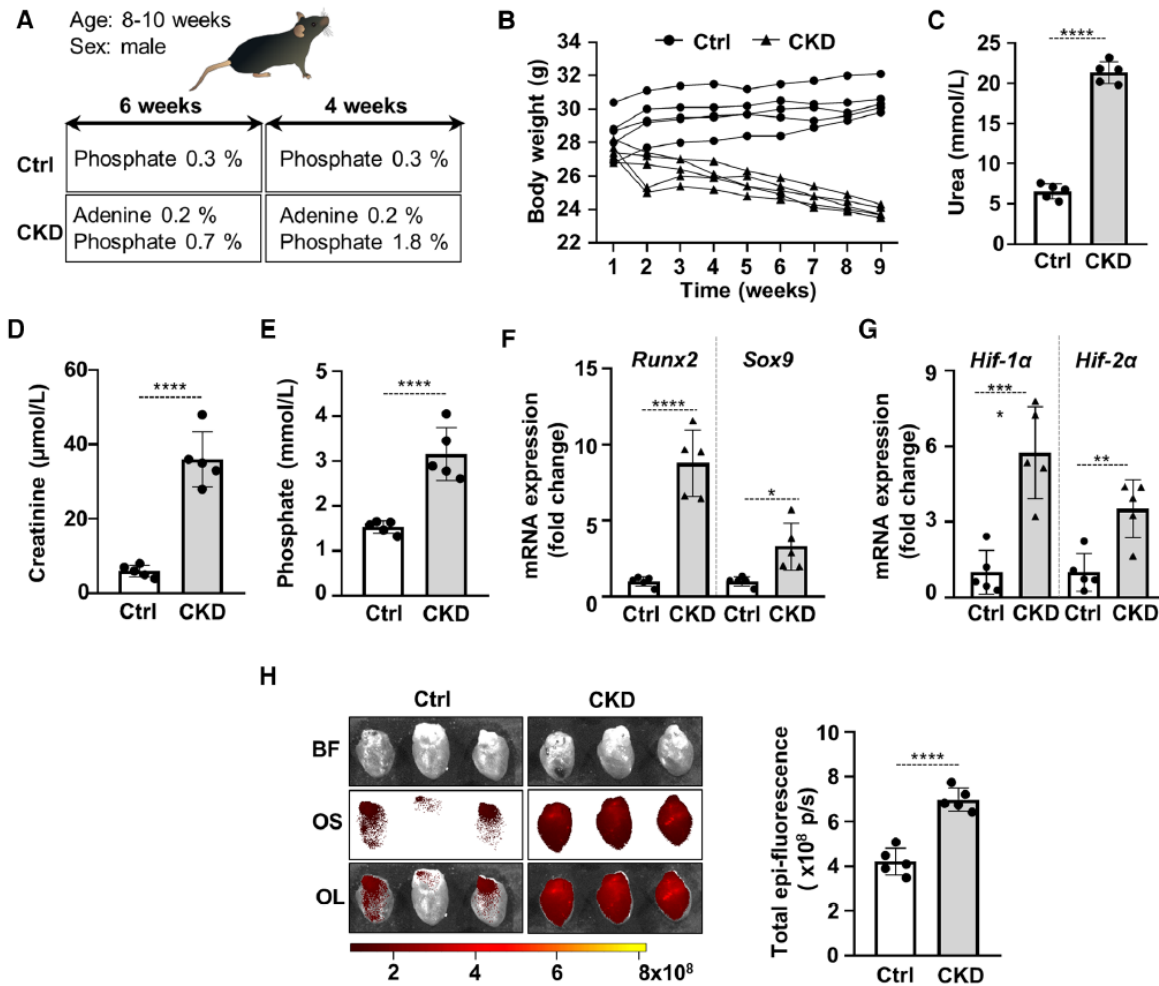 A
Age: 8-10 weeks
Sex: male
6 weeks
4 weeks
Ctrl
Phosphate 0.3 %
Phosphate 0.3 %
CKD
Adenine 0.2 %
Phosphate 0.7 %
Adenine 0.2 %
Phosphate 1.8 %
B
Ctrl
CKD
Body weight (g)
34
32
30
28
26
24
22
1 2 3 4 5 6 7 8 9
Time (weeks)
C
****
Urea (mmol/L)
25
20
15
10
5
0
Ctrl CKD
D
****
Creatinine (µmol/L)
60
40
20
0
Ctrl CKD
E
****
Phosphate (mmol/L)
5
4
3
2
1
0
Ctrl CKD
F
Runx2 Sox9
****
*
mRNA expression
(fold change)
15
10
5
0
Ctrl CKD Ctrl CKD
G
Hif-1α Hif-2α
***
*
**
mRNA expression
(fold change)
9
6
3
0
Ctrl CKD Ctrl CKD
H
Ctrl CKD
BF
OS
OL
2 4 6 8x10⁸
****
Total epi-fluorescence
( x10⁸ p/s)
10
8
6
4
2
0
Ctrl CKD